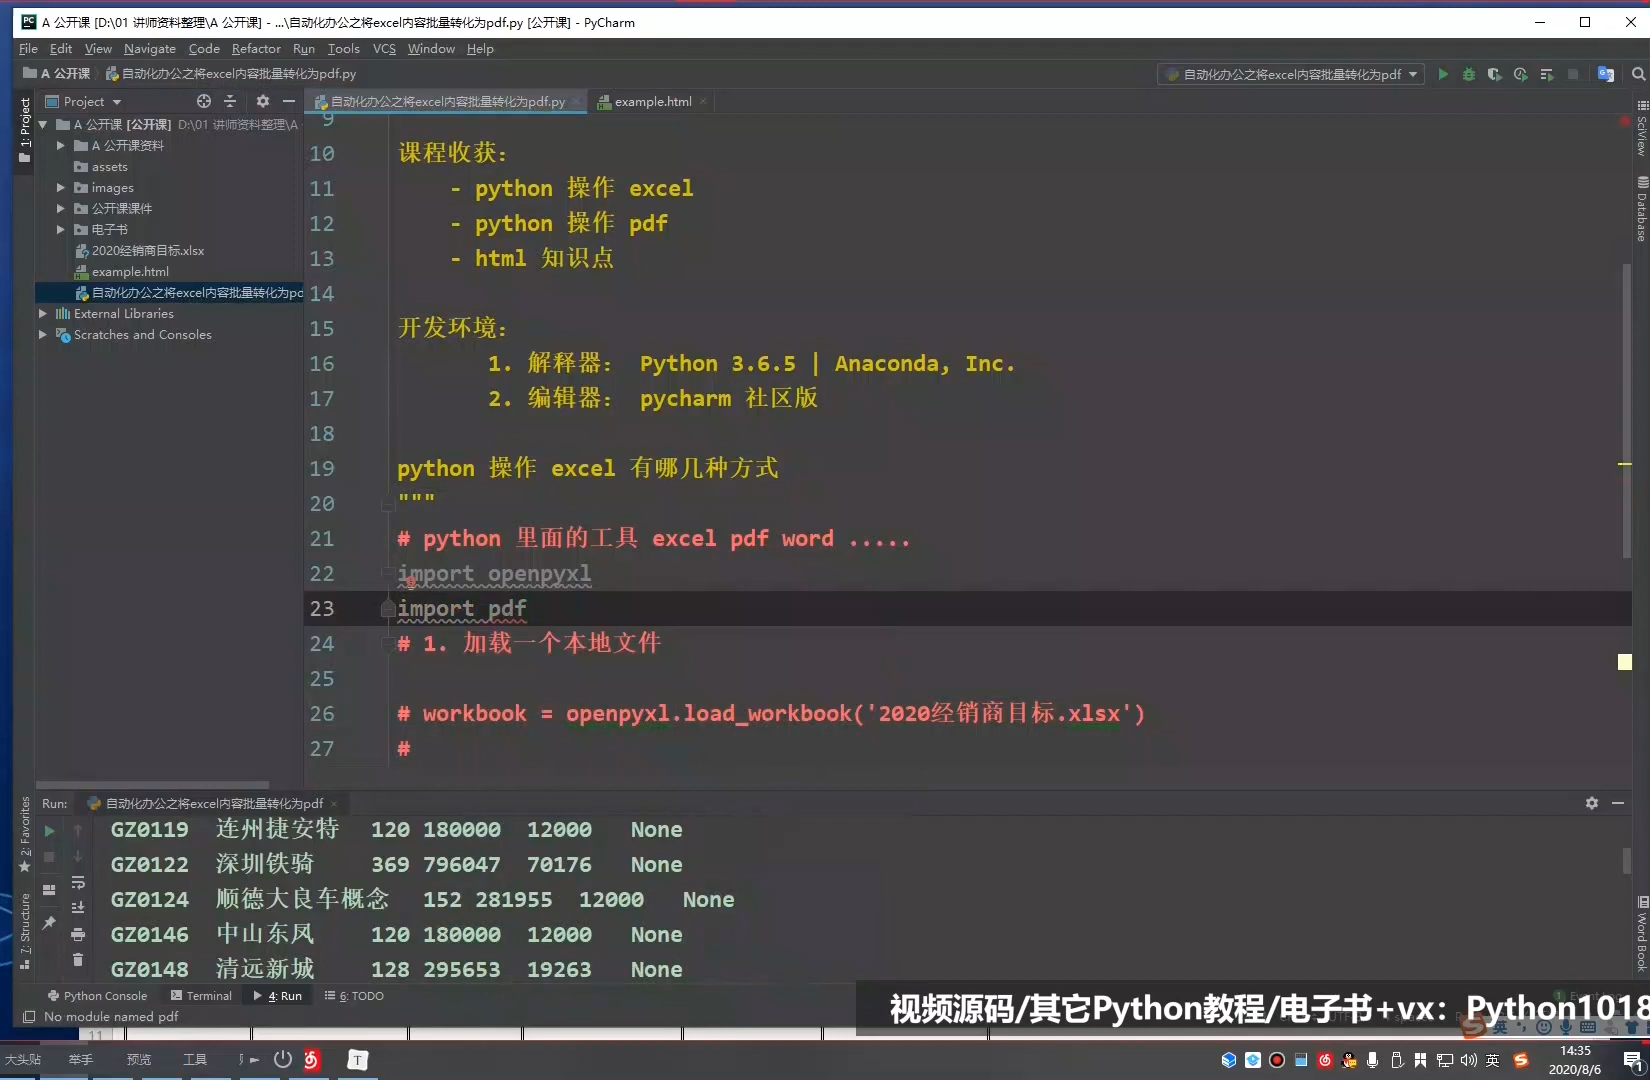 A 公开课 [D:\01 讲师资料整理\A 公开课] - ...\自动化办公之将excel内容批量转化为pdf.py [公开课] - PyCharm
File Edit View Navigate Code Refactor Run Tools VCS Window Help
A 公开课 自动化办公之将excel内容批量转化为pdf.py
自动化办公之将excel内容批量转化为pdf
1: Project
Project
自动化办公之将excel内容批量转化为pdf.py
example.html
A 公开课 [公开课] D:\01 讲师资料整理\A
A 公开课资料
assets
images
公开课课件
电子书
2020经销商目标.xlsx
example.html
自动化办公之将excel内容批量转化为pd
External Libraries
Scratches and Consoles
9
10 课程收获:
11 - python 操作 excel
12 - python 操作 pdf
13 - html 知识点
14
15 开发环境:
16 1. 解释器: Python 3.6.5 | Anaconda, Inc.
17 2. 编辑器: pycharm 社区版
18
19 python 操作 excel 有哪几种方式
20 """
21 # python 里面的工具 excel pdf word .....
22 import openpyxl
23 import pdf
24 # 1. 加载一个本地文件
25
26 # workbook = openpyxl.load_workbook('2020经销商目标.xlsx')
27 #
SciView
Database
Word Book
2: Favorites
7: Structure
Run: 自动化办公之将excel内容批量转化为pdf
GZ0119 连州捷安特 120 180000 12000 None
GZ0122 深圳铁骑 369 796047 70176 None
GZ0124 顺德大良车概念 152 281955 12000 None
GZ0146 中山东凤 120 180000 12000 None
GZ0148 清远新城 128 295653 19263 None
Python Console Terminal 4: Run 6: TODO
No module named pdf
视频源码/其它Python教程/电子书+vx: Python1018
11
大头贴 举手 预览 工具
T
英
14:35
2020/8/6